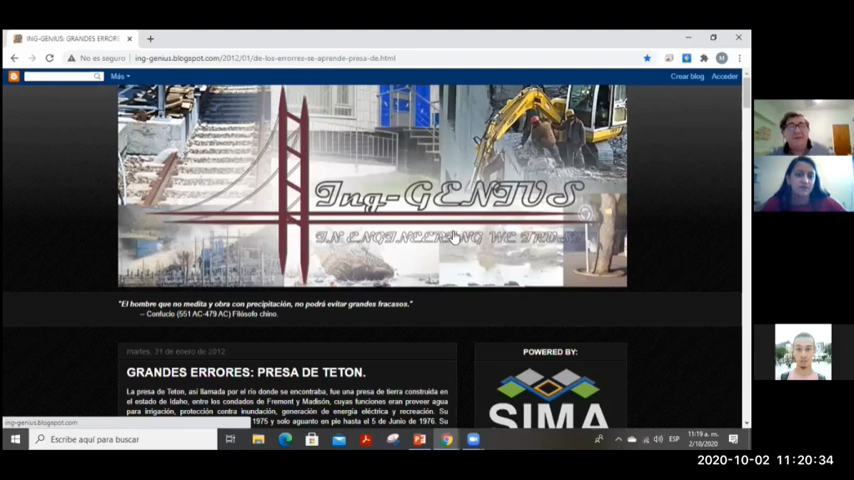 ING-GENIUS: GRANDES ERRORE
No es seguro
ing-genius.blogspot.com/2012/01/de-los-errorres-se-aprende-presa-de.html
M
Más
Crear blog
Acceder
Ing-GENIUS
IN ENGINEERING WE TRUST
"El hombre que no medita y obra con precipitación, no podrá evitar grandes fracasos."
-- Confucio (551 AC-479 AC) Filósofo chino.
martes, 31 de enero de 2012
GRANDES ERRORES: PRESA DE TETON.
La presa de Teton, así llamada por el río donde se encontraba, fue una presa de tierra construida en
el estado de Idaho, entre los condados de Fremont y Madisón, cuyas funciones eran proveer agua
para irrigación, protección contra inundación, generación de energía eléctrica y recreación. Su
1975 y solo aguanto en pie hasta el 5 de Junio de 1976. Su
POWERED BY:
SIMA
ing-genius.blogspot.com
Escribe aquí para buscar
ESP
11:19 a. m.
2/10/2020
2020-10-02 11:20:34